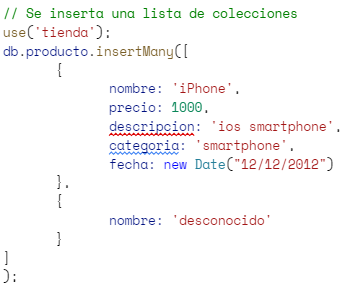 // Se inserta una lista de colecciones
use('tienda');
db.producto.insertMany([
{
nombre: 'iPhone',
precio: 1000,
descripcion: 'ios smartphone',
categoria: 'smartphone',
fecha: new Date("12/12/2012")
},
{
nombre: 'desconocido'
}
]
);